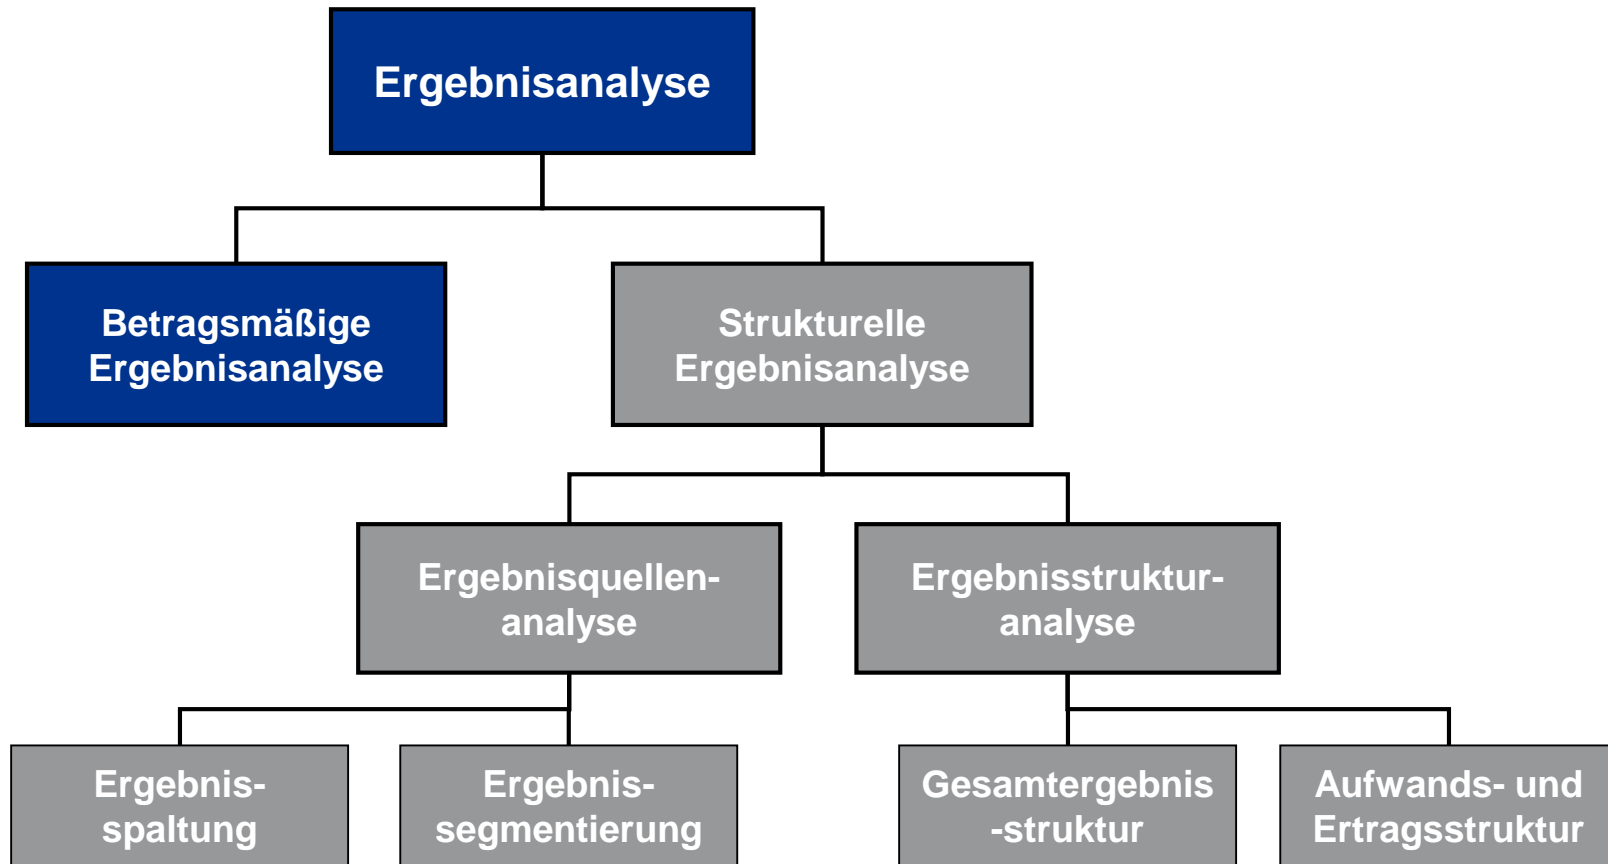 Ergebnisanalyse
Betragsmäßige
Ergebnisanalyse
Strukturelle
Ergebnisanalyse
Ergebnisquellen-
analyse
Ergebnisstruktur-
analyse
Ergebnis-
spaltung
Ergebnis-
segmentierung
Gesamtergebnis
-struktur
Aufwands- und
Ertragsstruktur